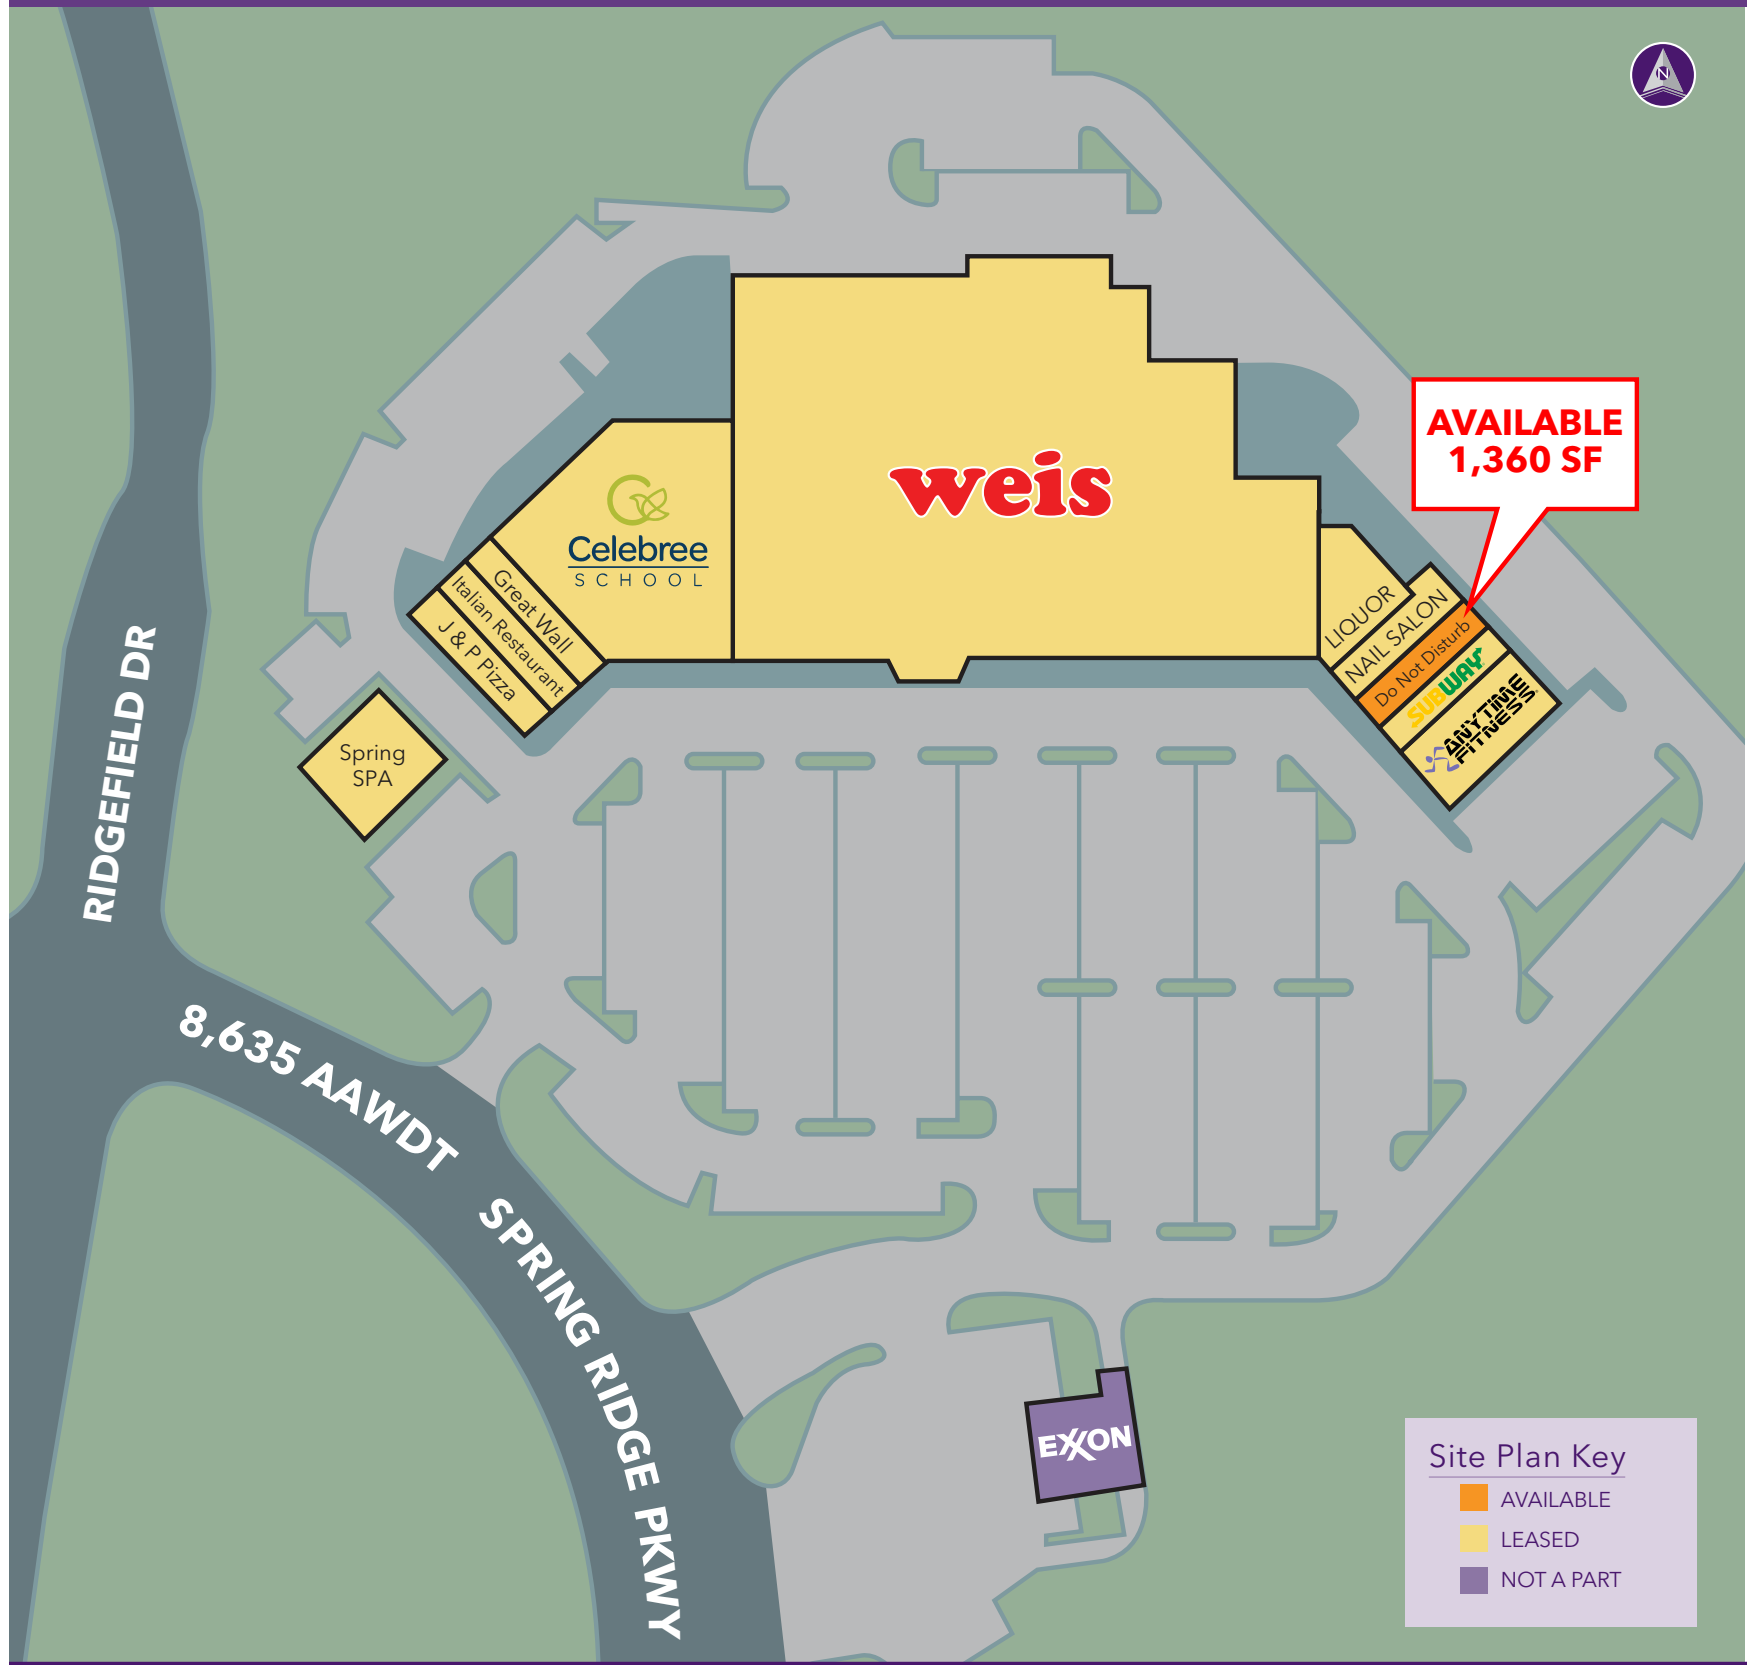 N
AVAILABLE
1,360 SF
weis
Celebree
SCHOOL
Great Wall
Italian Restaurant
J & P Pizza
Spring
SPA
LIQUOR
NAIL SALON
Do Not Disturb
SUBWAY
ANYTIME
FITNESS
RIDGEFIELD DR
8,635 AAWDT
SPRING RIDGE PKWY
EXXON
Site Plan Key
AVAILABLE
LEASED
NOT A PART